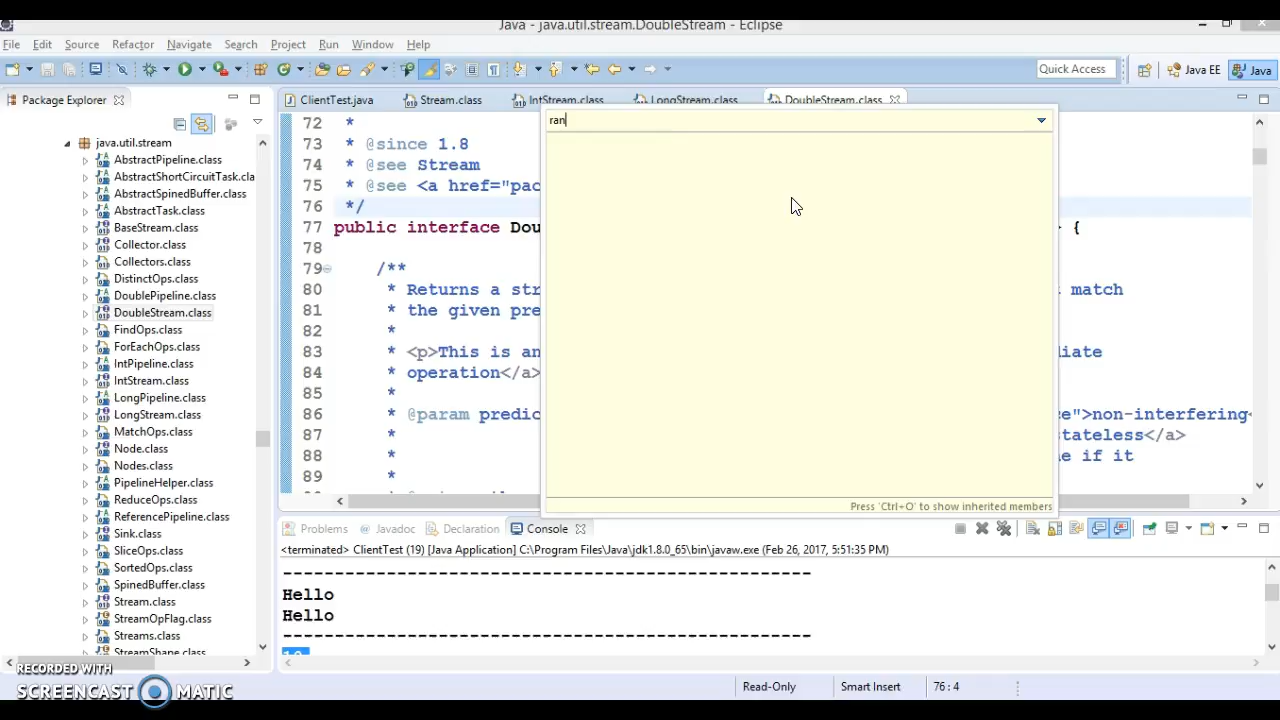 Java - java.util.stream.DoubleStream - Eclipse
File Edit Source Refactor Navigate Search Project Run Window Help
Quick Access Java EE Java
Package Explorer
ClientTest.java Stream.class IntStream.class LongStream.class DoubleStream.class
java.util.stream
AbstractPipeline.class
AbstractShortCircuitTask.cla
AbstractSpinedBuffer.class
AbstractTask.class
BaseStream.class
Collector.class
Collectors.class
DistinctOps.class
DoublePipeline.class
DoubleStream.class
FindOps.class
ForEachOps.class
IntPipeline.class
IntStream.class
LongPipeline.class
LongStream.class
MatchOps.class
Node.class
Nodes.class
PipelineHelper.class
ReduceOps.class
ReferencePipeline.class
Sink.class
SliceOps.class
SortedOps.class
SpinedBuffer.class
Stream.class
StreamOpFlag.class
Streams.class
StreamShape.class
72 *
73 * @since 1.8
74 * @see Stream
75 * @see <a href="pac
76 */
77 public interface Dou {
78
79 /**
80 * Returns a str match
81 * the given pre
82 *
83 * <p>This is an diate
84 * operation</a>
85 *
86 * @param predic e">non-interfering<
87 * stateless</a>
88 * e if it
89 *
ran
Press 'Ctrl+O' to show inherited members
Problems Javadoc Declaration Console
<terminated> ClientTest (19) [Java Application] C:\Program Files\Java\jdk1.8.0_65\bin\javaw.exe (Feb 26, 2017, 5:51:35 PM)
---------------------------------------------------
Hello
Hello
---------------------------------------------------
Read-Only Smart Insert 76 : 4
RECORDED WITH
SCREENCAST MATIC